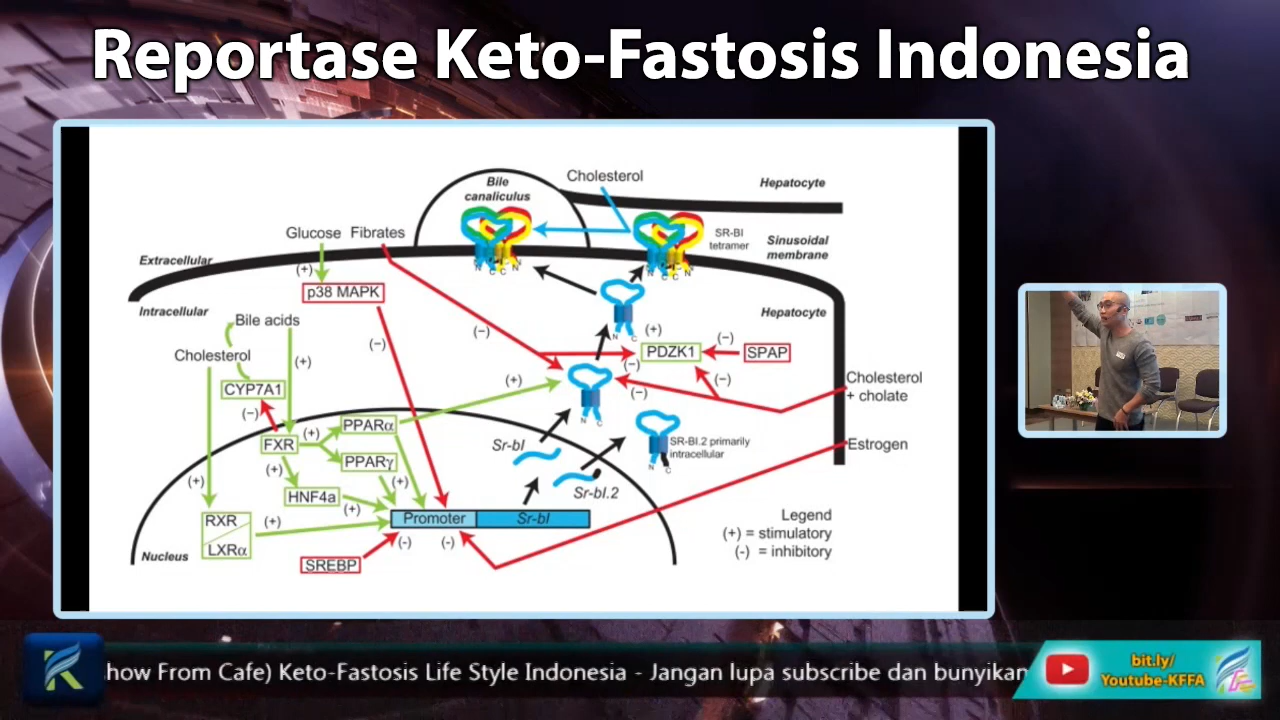 Reportase Keto-Fastosis Indonesia
Bile
canaliculus
Cholesterol
Hepatocyte
Glucose Fibrates
SR-BI
tetramer
Sinusoidal
membrane
Extracellular
N C C N
N C C N
(+)
p38 MAPK
Intracellular
Hepatocyte
Bile acids
(−)
(−)
(+)
N C
(−)
Cholesterol
(+)
PDZK1
SPAP
(−)
CYP7A1
(+)
(−)
(−)
Cholesterol
+ cholate
(−)
PPARα
N C
FXR
(+)
Sr-bI
SR-BI.2 primarily
intracellular
Estrogen
PPARγ
N C
(+)
(+)
(+)
HNF4a
(+)
Sr-bI.2
RXR
LXRα
(+)
Promoter
Sr-bI
Legend
(+) = stimulatory
(-) = inhibitory
(-)
(-)
Nucleus
SREBP
how From Cafe) Keto-Fastosis Life Style Indonesia - Jangan lupa subscribe dan bunyikan
bit.ly/
Youtube-KFFA